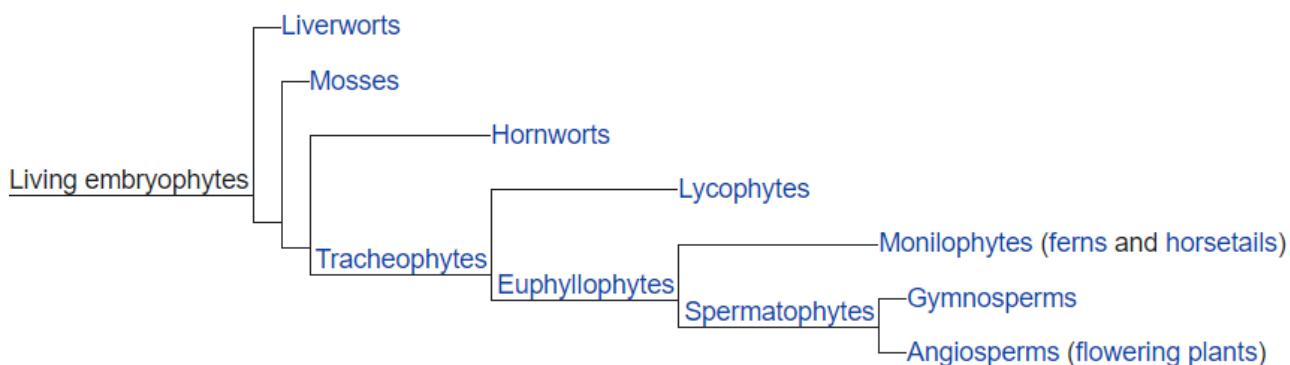 Liverworts
Mosses
Hornworts
Living embryophytes
Lycophytes
Monilophytes (ferns and horsetails)
Tracheophytes
Euphyllophytes
Gymnosperms
Spermatophytes
Angiosperms (flowering plants)